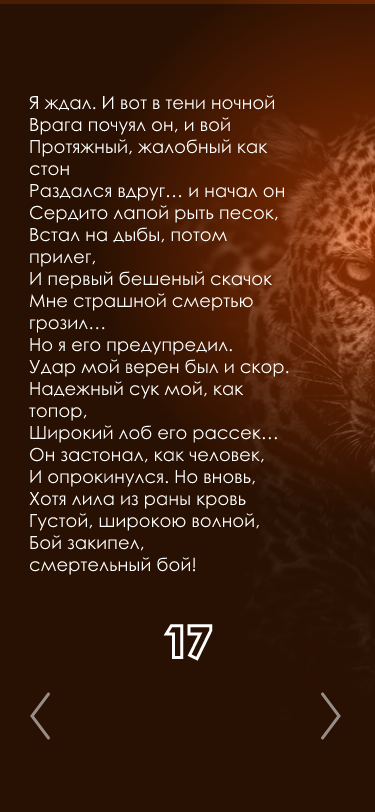 Я ждал. И вот в тени ночной
Врага почуял он, и вой
Протяжный, жалобный как
стон
Раздался вдруг... и начал он
Сердито лапой рыть песок,
Встал на дыбы, потом
прилег,
И первый бешеный скачок
Мне страшной смертью
грозил...
Но я его предупредил.
Удар мой верен был и скор.
Надежный сук мой, как
топор,
Широкий лоб его рассек...
Он застонал, как человек,
И опрокинулся. Но вновь,
Хотя лила из раны кровь
Густой, широкою волной,
Бой закипел,
смертельный бой!
17